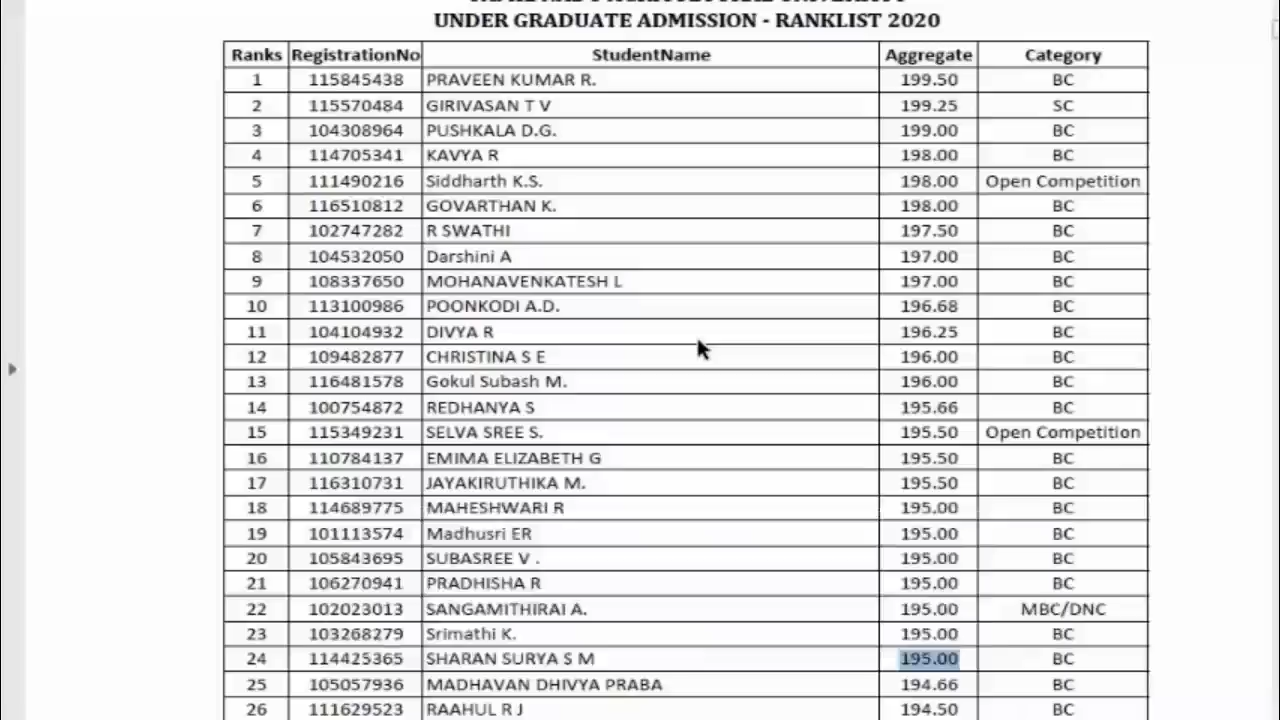 UNDER GRADUATE ADMISSION - RANKLIST 2020
Ranks RegistrationNo StudentName Aggregate Category
1 115845438 PRAVEEN KUMAR R. 199.50 BC
2 115570484 GIRIVASAN T V 199.25 SC
3 104308964 PUSHKALA D.G. 199.00 BC
4 114705341 KAVYA R 198.00 BC
5 111490216 Siddharth K.S. 198.00 Open Competition
6 116510812 GOVARTHAN K. 198.00 BC
7 102747282 R SWATHI 197.50 BC
8 104532050 Darshini A 197.00 BC
9 108337650 MOHANAVENKATESH L 197.00 BC
10 113100986 POONKODI A.D. 196.68 BC
11 104104932 DIVYA R 196.25 BC
12 109482877 CHRISTINA S E 196.00 BC
13 116481578 Gokul Subash M. 196.00 BC
14 100754872 REDHANYA S 195.66 BC
15 115349231 SELVA SREE S. 195.50 Open Competition
16 110784137 EMIMA ELIZABETH G 195.50 BC
17 116310731 JAYAKIRUTHIKA M. 195.50 BC
18 114689775 MAHESHWARI R 195.00 BC
19 101113574 Madhusri ER 195.00 BC
20 105843695 SUBASREE V . 195.00 BC
21 106270941 PRADHISHA R 195.00 BC
22 102023013 SANGAMITHIRAI A. 195.00 MBC/DNC
23 103268279 Srimathi K. 195.00 BC
24 114425365 SHARAN SURYA S M 195.00 BC
25 105057936 MADHAVAN DHIVYA PRABA 194.66 BC
26 111629523 RAAHUL R J 194.50 BC